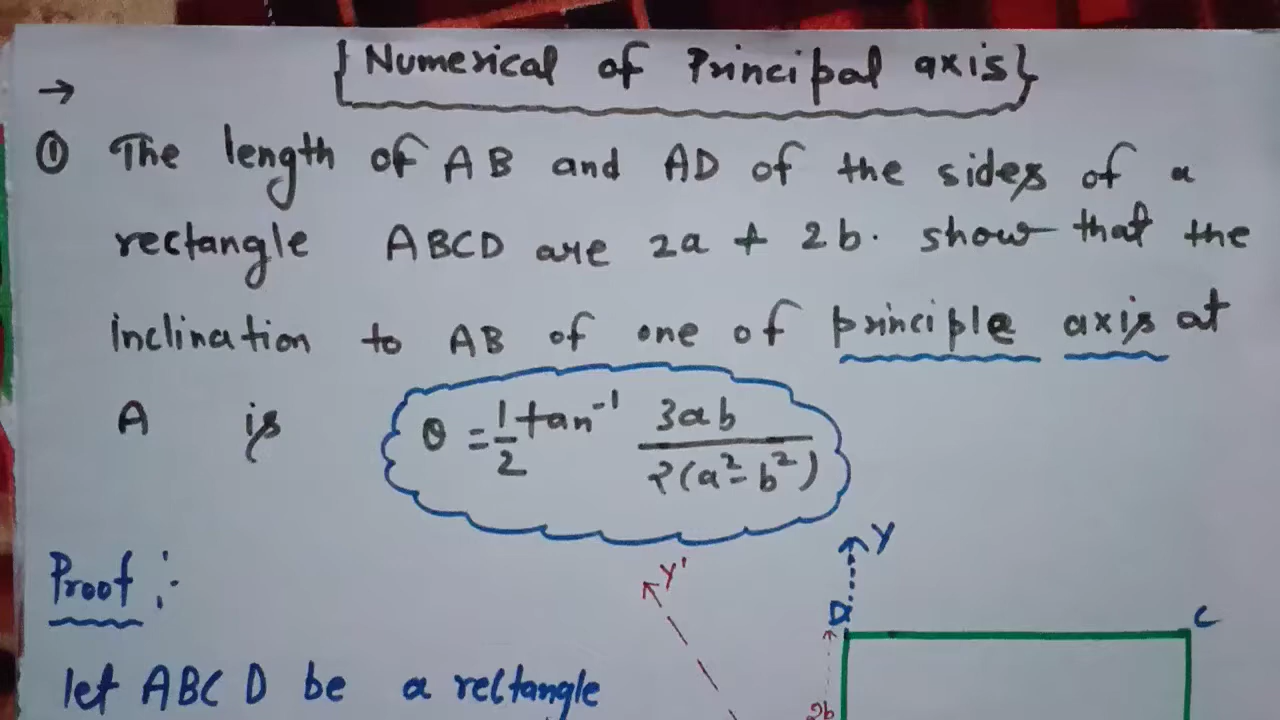 {Numerical of Principal axis}
→
① The length of AB and AD of the sides of a
rectangle ABCD are 2a + 2b. show that the
inclination to AB of one of principle axis at
A is θ = 1/2 tan⁻¹ 3ab / 2(a² - b²)
Proof :-
let ABCD be a rectangle
Y'
Y
D
C
2b